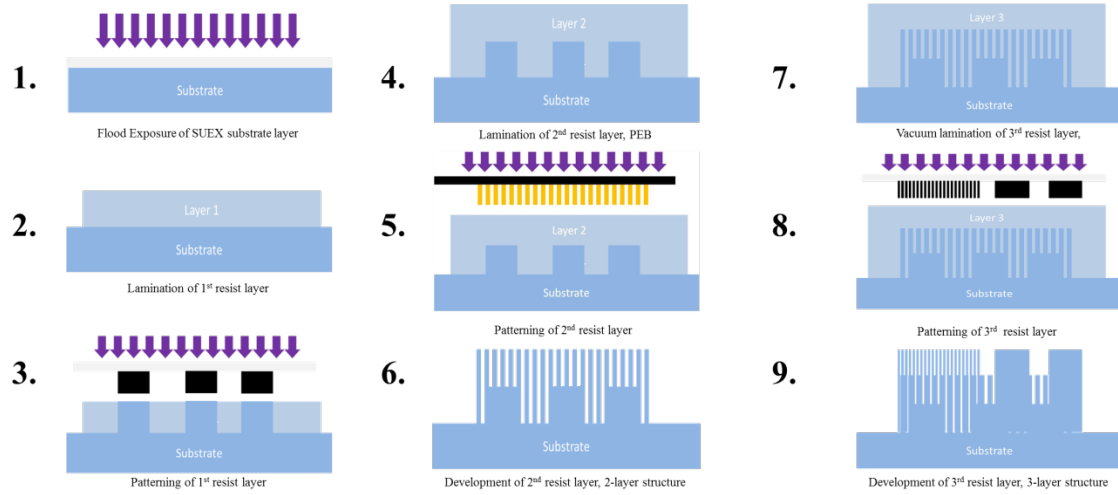 1.
Substrate
Flood Exposure of SUEX substrate layer
2.
Layer 1
Substrate
Lamination of 1st resist layer
3.
Substrate
Patterning of 1st resist layer
4.
Layer 2
Substrate
Lamination of 2nd resist layer, PEB
5.
Layer 2
Substrate
Patterning of 2nd resist layer
6.
Substrate
Development of 2nd resist layer, 2-layer structure
7.
Layer 3
Substrate
Vacuum lamination of 3rd resist layer,
8.
Layer 3
Substrate
Patterning of 3rd resist layer
9.
Substrate
Development of 3rd resist layer, 3-layer structure